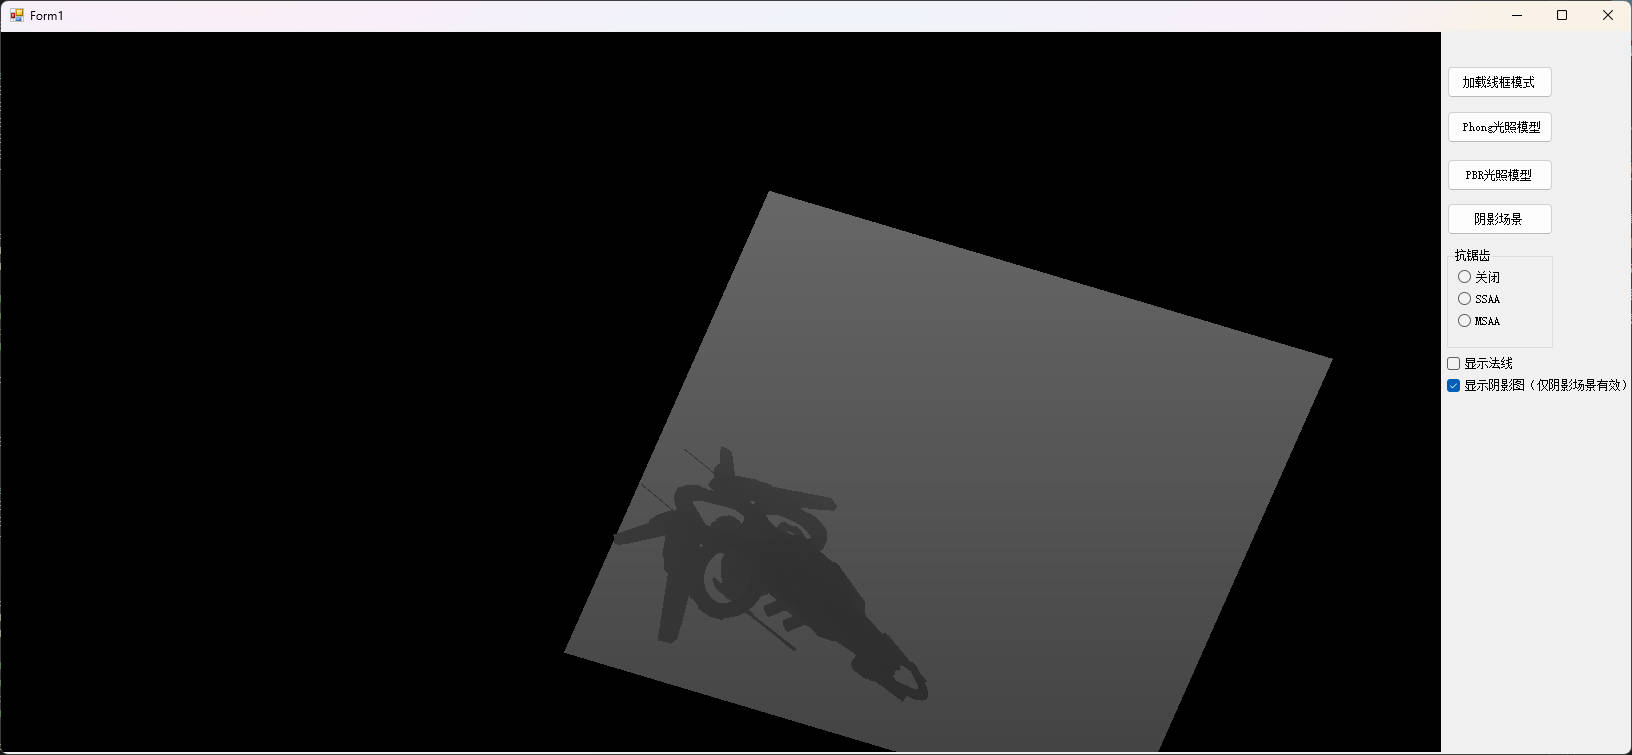 Form1
加载线框模式
Phong光照模型
PBR光照模型
阴影场景
抗锯齿
关闭
SSAA
MSAA
显示法线
显示阴影图（仅阴影场景有效）